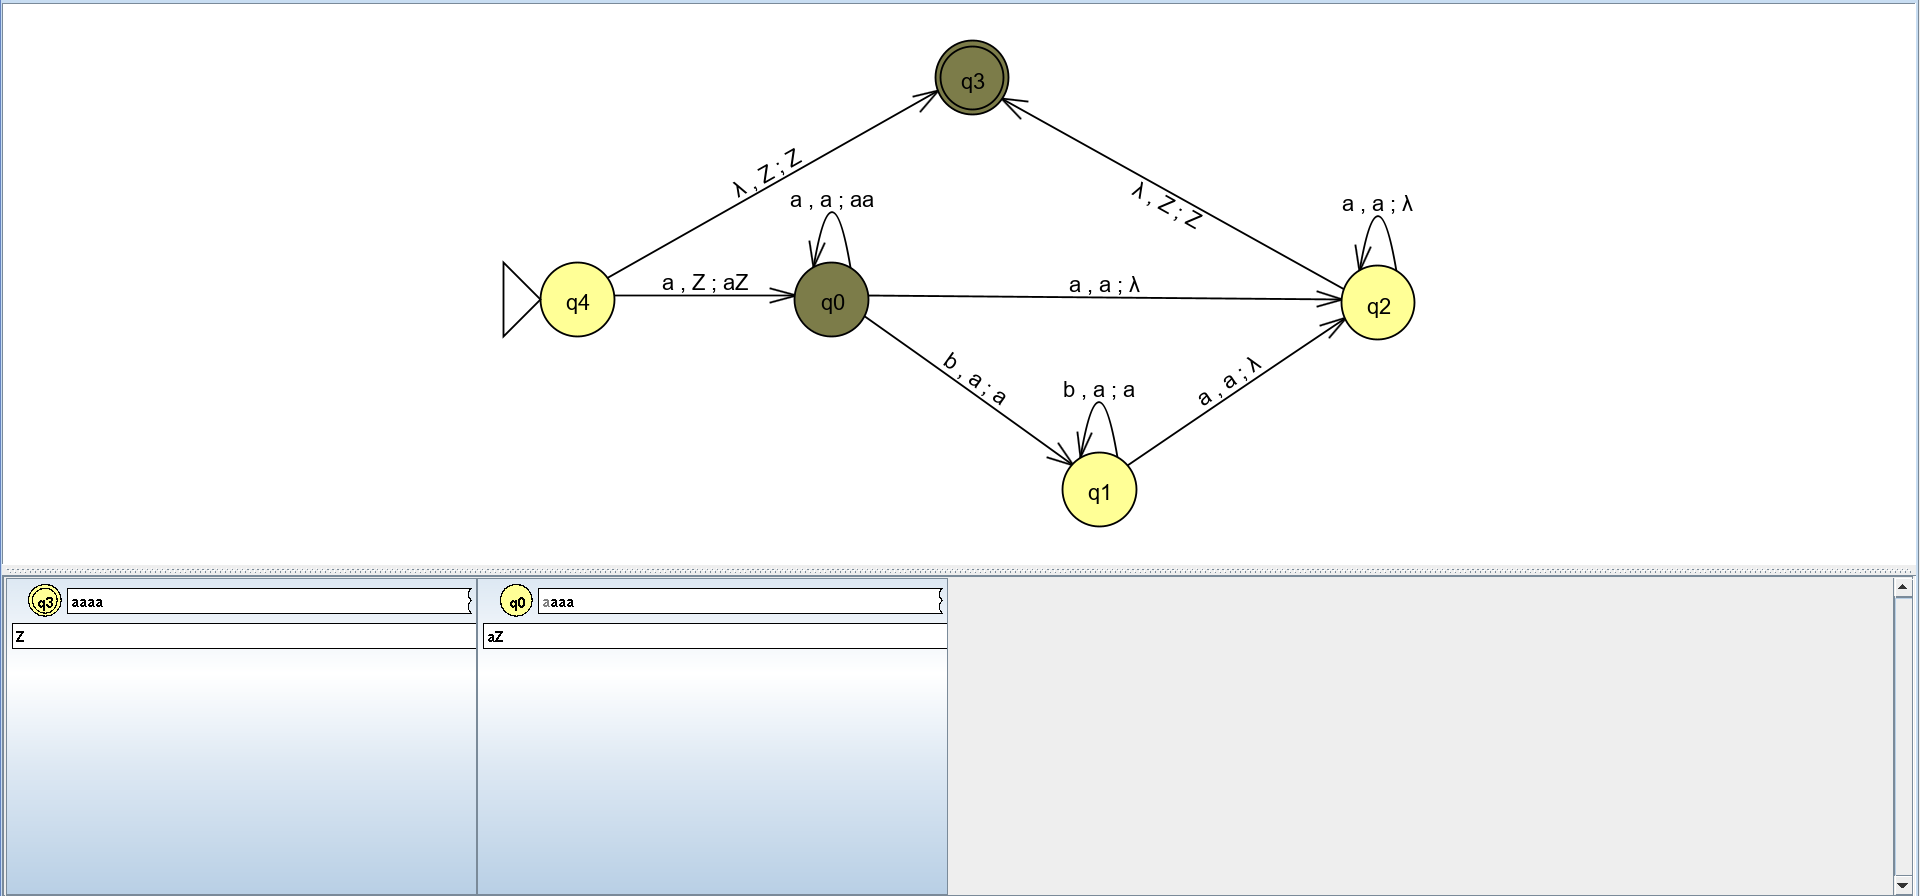 q3
λ , Z ; Z
λ , Z ; Z
a , a ; aa
a , a ; λ
q4
a , Z ; aZ
q0
a , a ; λ
q2
b , a ; a
b , a ; a
a , a ; λ
q1
q3 aaaa
Z
q0 aaaa
aZ